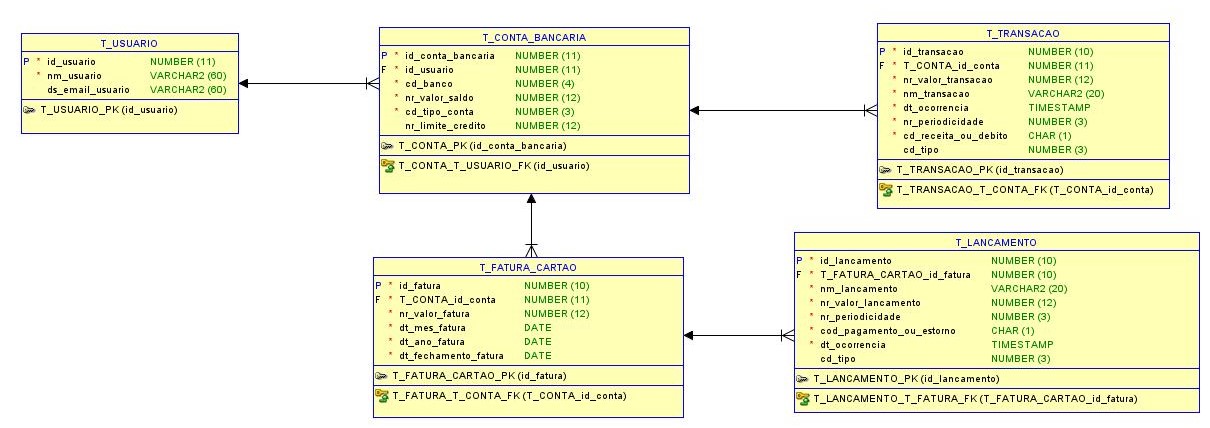 T_USUARIO
P * id_usuario NUMBER (11)
* nm_usuario VARCHAR2 (60)
ds_email_usuario VARCHAR2 (60)
T_USUARIO_PK (id_usuario)
T_CONTA_BANCARIA
P * id_conta_bancaria NUMBER (11)
F * id_usuario NUMBER (11)
* cd_banco NUMBER (4)
* nr_valor_saldo NUMBER (12)
* cd_tipo_conta NUMBER (3)
nr_limite_credito NUMBER (12)
T_CONTA_PK (id_conta_bancaria)
T_CONTA_T_USUARIO_FK (id_usuario)
T_TRANSACAO
P * id_transacao NUMBER (10)
F * T_CONTA_id_conta NUMBER (11)
* nr_valor_transacao NUMBER (12)
* nm_transacao VARCHAR2 (20)
* dt_ocorrencia TIMESTAMP
* nr_periodicidade NUMBER (3)
* cd_receita_ou_debito CHAR (1)
cd_tipo NUMBER (3)
T_TRANSACAO_PK (id_transacao)
T_TRANSACAO_T_CONTA_FK (T_CONTA_id_conta)
T_FATURA_CARTAO
P * id_fatura NUMBER (10)
F * T_CONTA_id_conta NUMBER (11)
* nr_valor_fatura NUMBER (12)
* dt_mes_fatura DATE
* dt_ano_fatura DATE
* dt_fechamento_fatura DATE
T_FATURA_CARTAO_PK (id_fatura)
T_FATURA_T_CONTA_FK (T_CONTA_id_conta)
T_LANCAMENTO
P * id_lancamento NUMBER (10)
F * T_FATURA_CARTAO_id_fatura NUMBER (10)
* nm_lancamento VARCHAR2 (20)
* nr_valor_lancamento NUMBER (12)
* nr_periodicidade NUMBER (3)
* cod_pagamento_ou_estorno CHAR (1)
* dt_ocorrencia TIMESTAMP
cd_tipo NUMBER (3)
T_LANCAMENTO_PK (id_lancamento)
T_LANCAMENTO_T_FATURA_FK (T_FATURA_CARTAO_id_fatura)